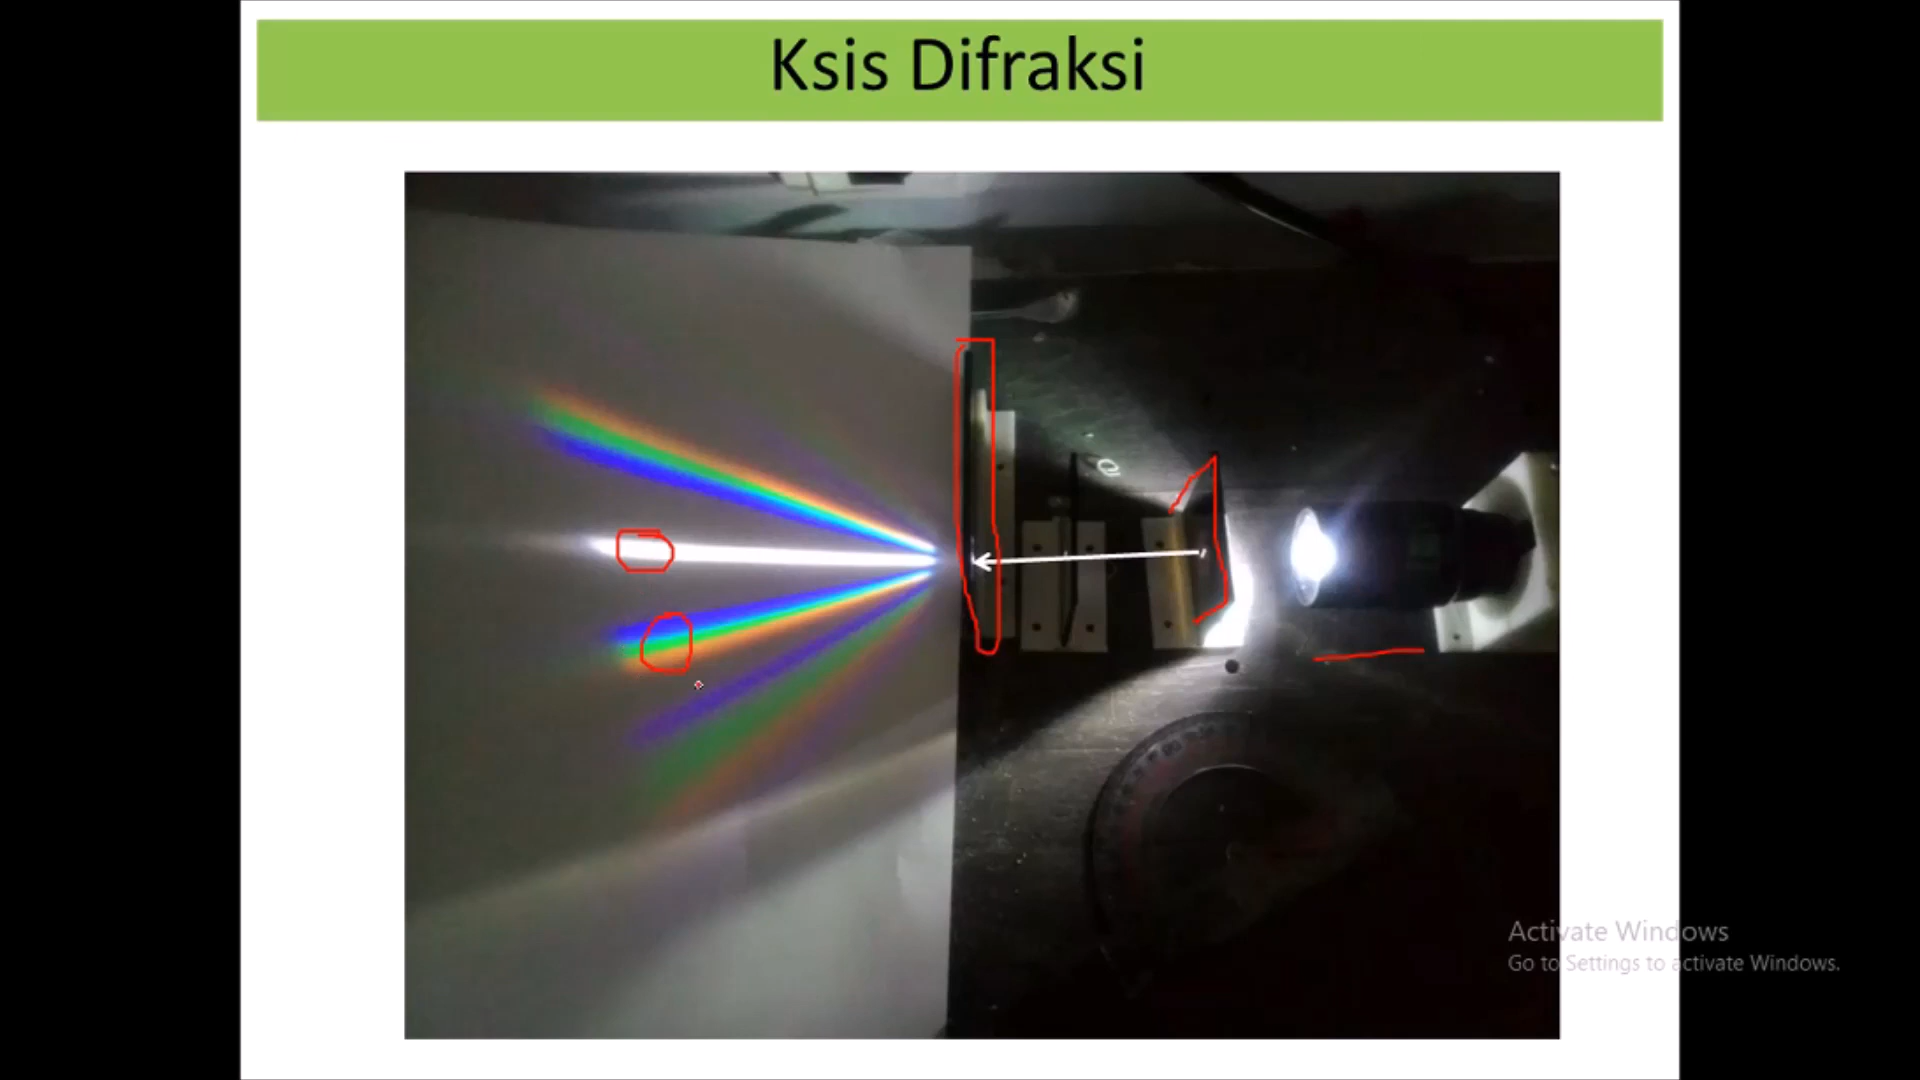 Ksis Difraksi
Activate Windows
Go to Settings to activate Windows.